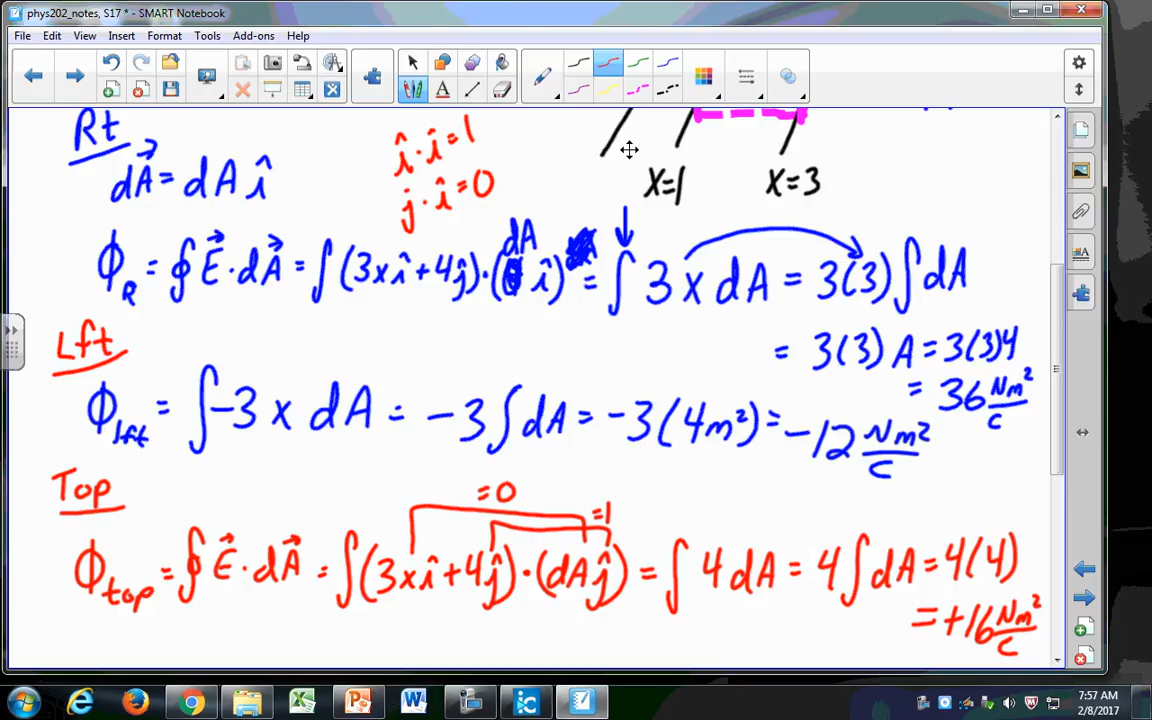 phys202_notes, S17 * - SMART Notebook
File Edit View Insert Format Tools Add-ons Help
Rt
dA⃗ = dA î
î·î = 1
ĵ·î = 0
x=1 x=3
Φ_R = ∮ E⃗·dA⃗ = ∫(3xî+4ĵ)·(dA î) = ∫ 3x dA = 3(3)∫dA
= 3(3)A = 3(3)4
= 36 Nm²/C
Lft
Φ_lft = ∫-3x dA = -3∫dA = -3(4m²) = -12 Nm²/C
Top
=0
=1
Φ_top = ∮ E⃗·dA⃗ = ∫(3xî+4ĵ)·(dA ĵ) = ∫ 4 dA = 4∫dA = 4(4)
= +16 Nm²/C
7:57 AM
2/8/2017